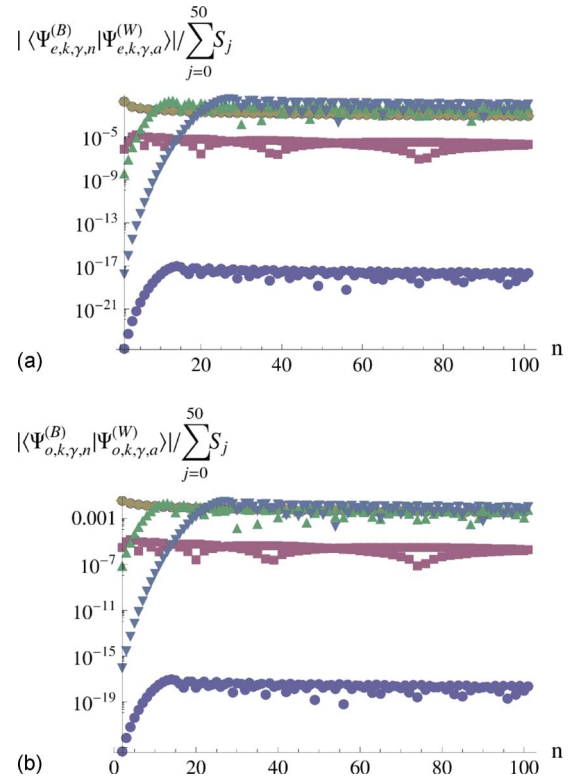 | ⟨Ψ^{(B)}_{e,k,γ,n}|Ψ^{(W)}_{e,k,γ,a}⟩|/∑^{50}_{j=0}S_j
10^{-5}
10^{-9}
10^{-13}
10^{-17}
10^{-21}
20 40 60 80 100 n
(a)
|⟨Ψ^{(B)}_{o,k,γ,n}|Ψ^{(W)}_{o,k,γ,a}⟩|/∑^{50}_{j=0}S_j
0.001
10^{-7}
10^{-11}
10^{-15}
10^{-19}
0 20 40 60 80 100 n
(b)